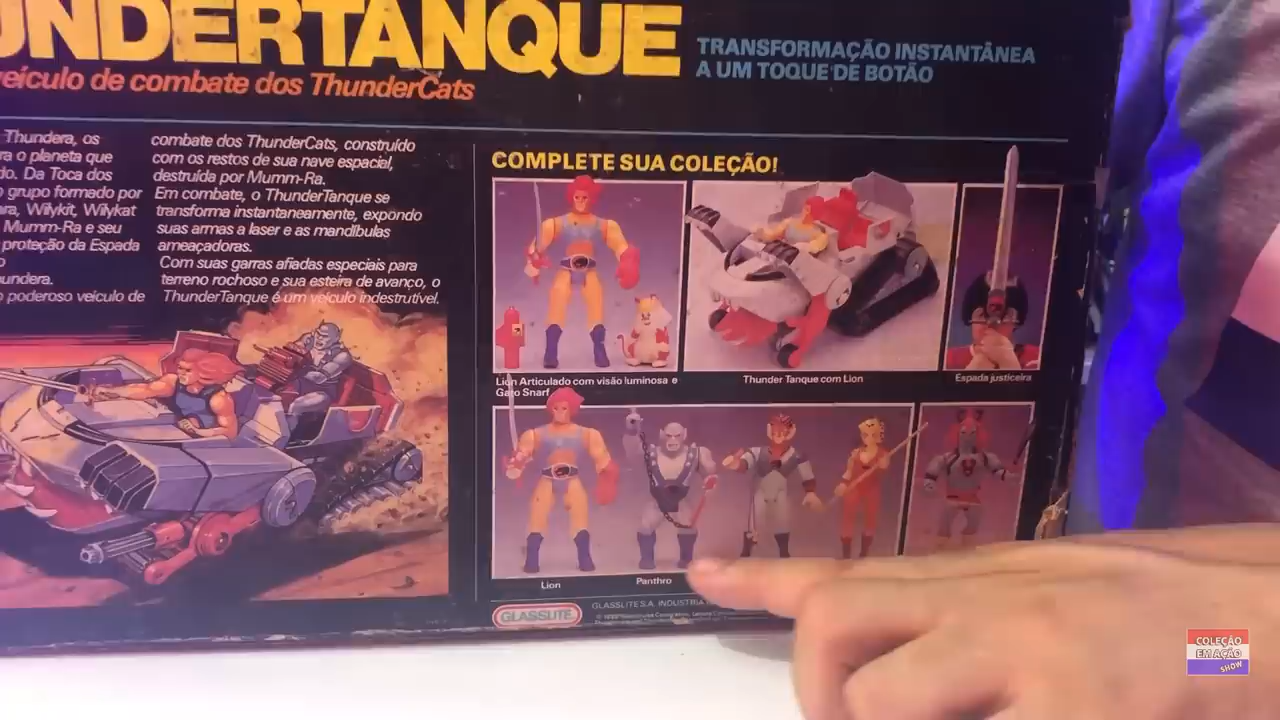 UNDERTANQUE
veículo de combate dos ThunderCats
TRANSFORMAÇÃO INSTANTÂNEA
A UM TOQUE DE BOTÃO
Thundera, os
ra o planeta que
do. Da Toca dos
grupo formado por
ara, Wilykit, Wilykat
Mumm-Ra e seu
proteção da Espada
o
undera.
o poderoso veículo de
combate dos ThunderCats, construído
com os restos de sua nave espacial,
destruída por Mumm-Ra.
Em combate, o ThunderTanque se
transforma instantaneamente, expondo
suas armas a laser e as mandíbulas
ameaçadoras.
Com suas garras afiadas especiais para
terreno rochoso e sua esteira de avanço, o
ThunderTanque é um veículo indestrutível.
COMPLETE SUA COLEÇÃO!
Lion Articulado com visão luminosa e
Gato Snarf
Thunder Tanque com Lion
Espada justiceira
Lion
Panthro
GLASSLITE
GLASSLITE S.A. INDÚSTRIA
COLEÇÃO
EM AÇÃO
SHOW